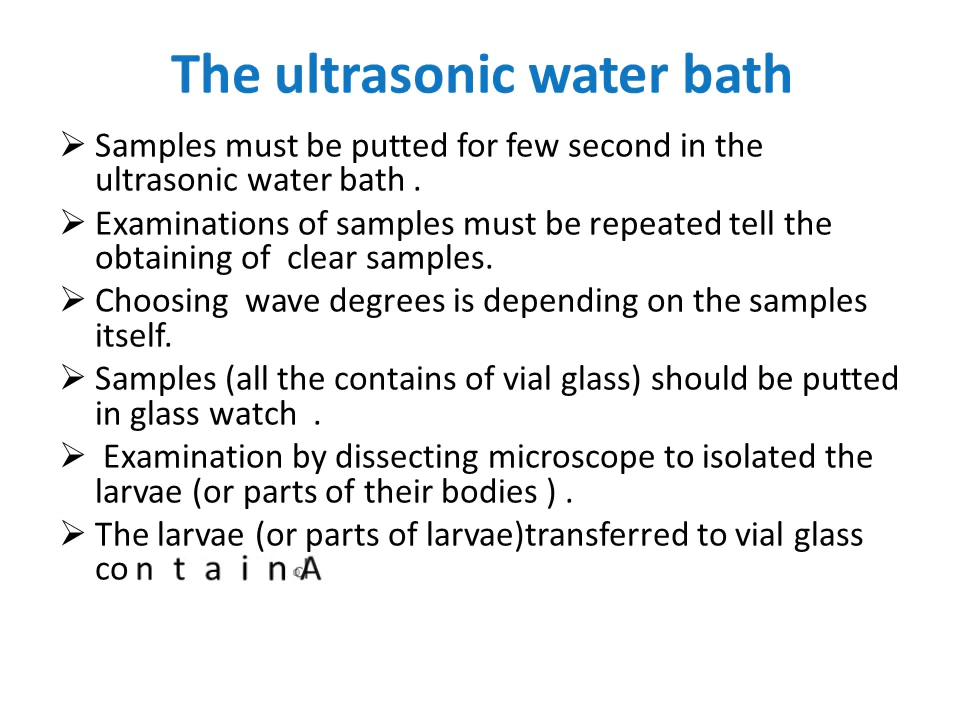 The ultrasonic water bath
➢ Samples must be putted for few second in the
ultrasonic water bath .
➢ Examinations of samples must be repeated tell the
obtaining of  clear samples.
➢ Choosing  wave degrees is depending on the samples
itself.
➢ Samples (all the contains of vial glass) should be putted
in glass watch  .
➢  Examination by dissecting microscope to isolated the
larvae (or parts of their bodies ) .
➢ The larvae (or parts of larvae)transferred to vial glass
contain